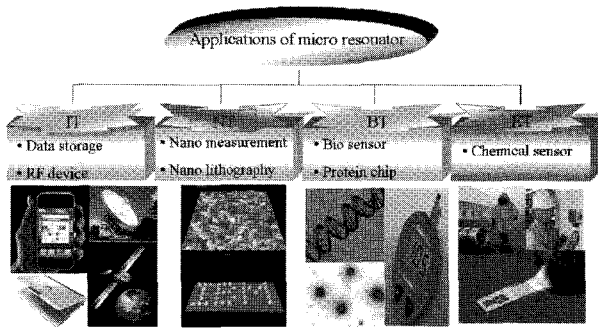 Applications of micro resonator
IT
BT
• Data storage
• RF device
• Nano measurement
• Nano lithography
• Bio sensor
• Protein chip
• Chemical sensor